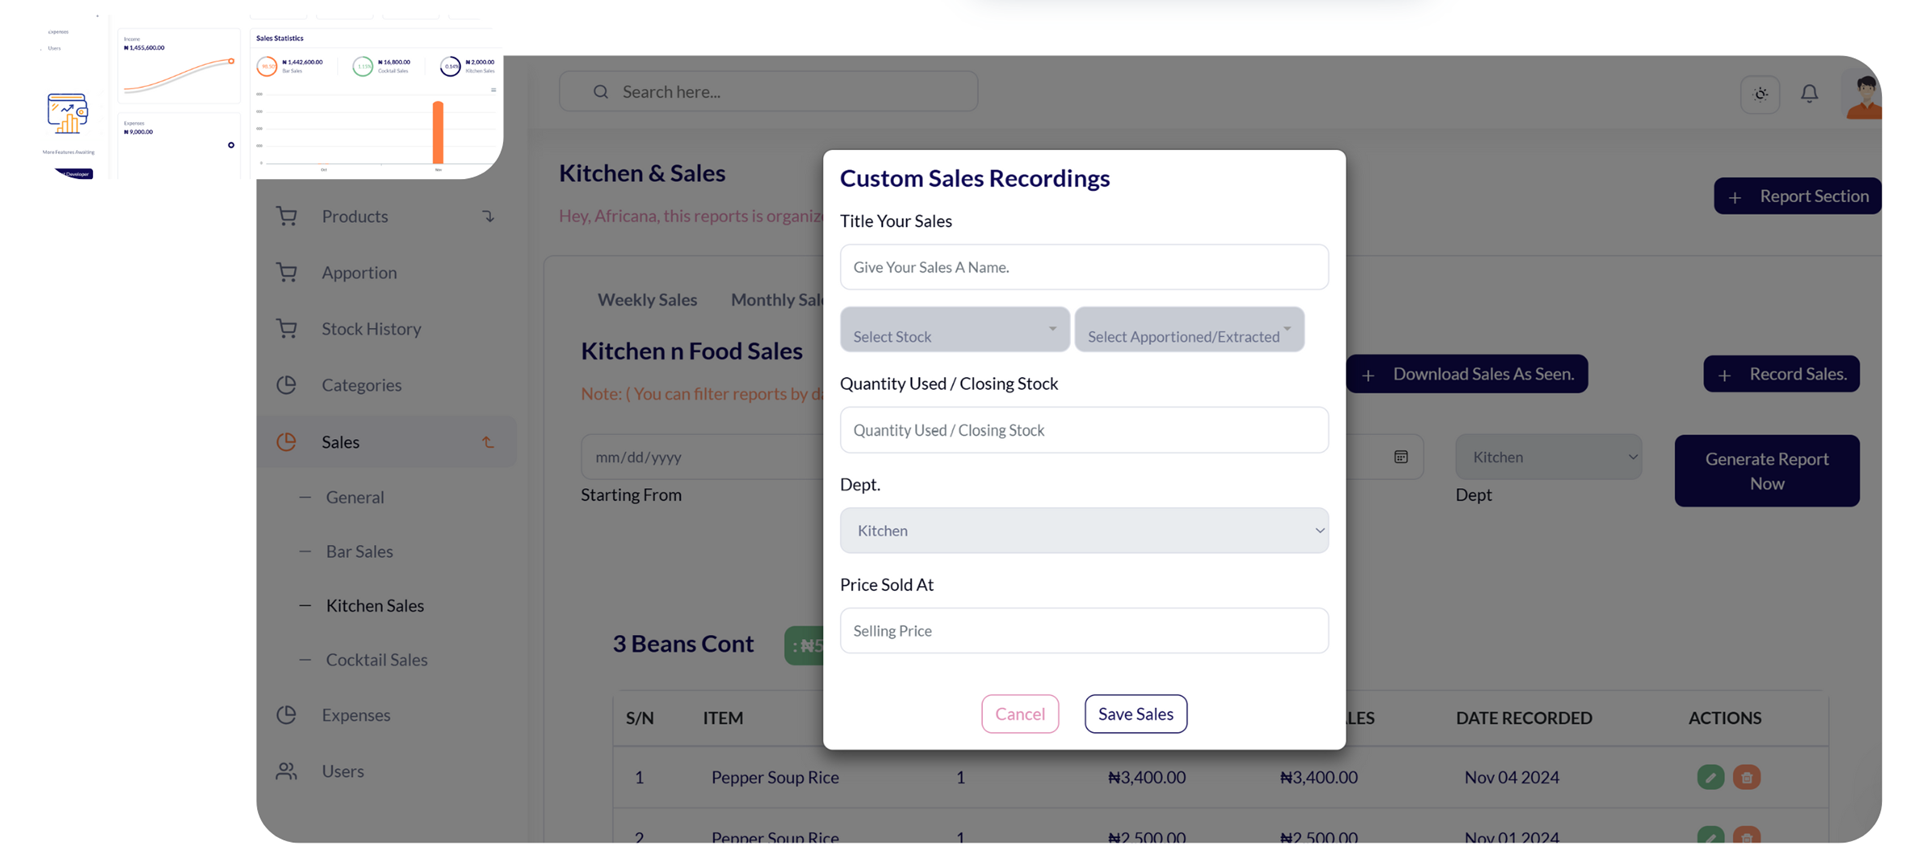 Expenses
Users
More Features Awaiting
Developer
Income
₦ 1,455,600.00
Expenses
₦ 9,000.00
Sales Statistics
₦ 1,442,600.00
Bar Sales
₦ 16,800.00
Cocktail Sales
0.14%
₦ 2,000.00
Kitchen Sales
0
Oct
Nov
Search here...
Products
Apportion
Stock History
Categories
Sales
General
Bar Sales
Kitchen Sales
Cocktail Sales
Expenses
Users
Kitchen & Sales
Hey, Africana, this reports is organize
+ Report Section
Weekly Sales
Monthly Sale
Kitchen n Food Sales
Note: ( You can filter reports by da
+ Download Sales As Seen.
+ Record Sales.
mm/dd/yyyy
Starting From
Kitchen
Dept
Generate Report
Now
Custom Sales Recordings
Title Your Sales
Give Your Sales A Name.
Select Stock
Select Apportioned/Extracted
Quantity Used / Closing Stock
Quantity Used / Closing Stock
Dept.
Kitchen
Price Sold At
Selling Price
Cancel
Save Sales
3 Beans Cont
: ₦5
S/N ITEM LES DATE RECORDED ACTIONS
1 Pepper Soup Rice 1 ₦3,400.00 ₦3,400.00 Nov 04 2024
2 Pepper Soup Rice 1 ₦2,500.00 ₦2,500.00 Nov 01 2024